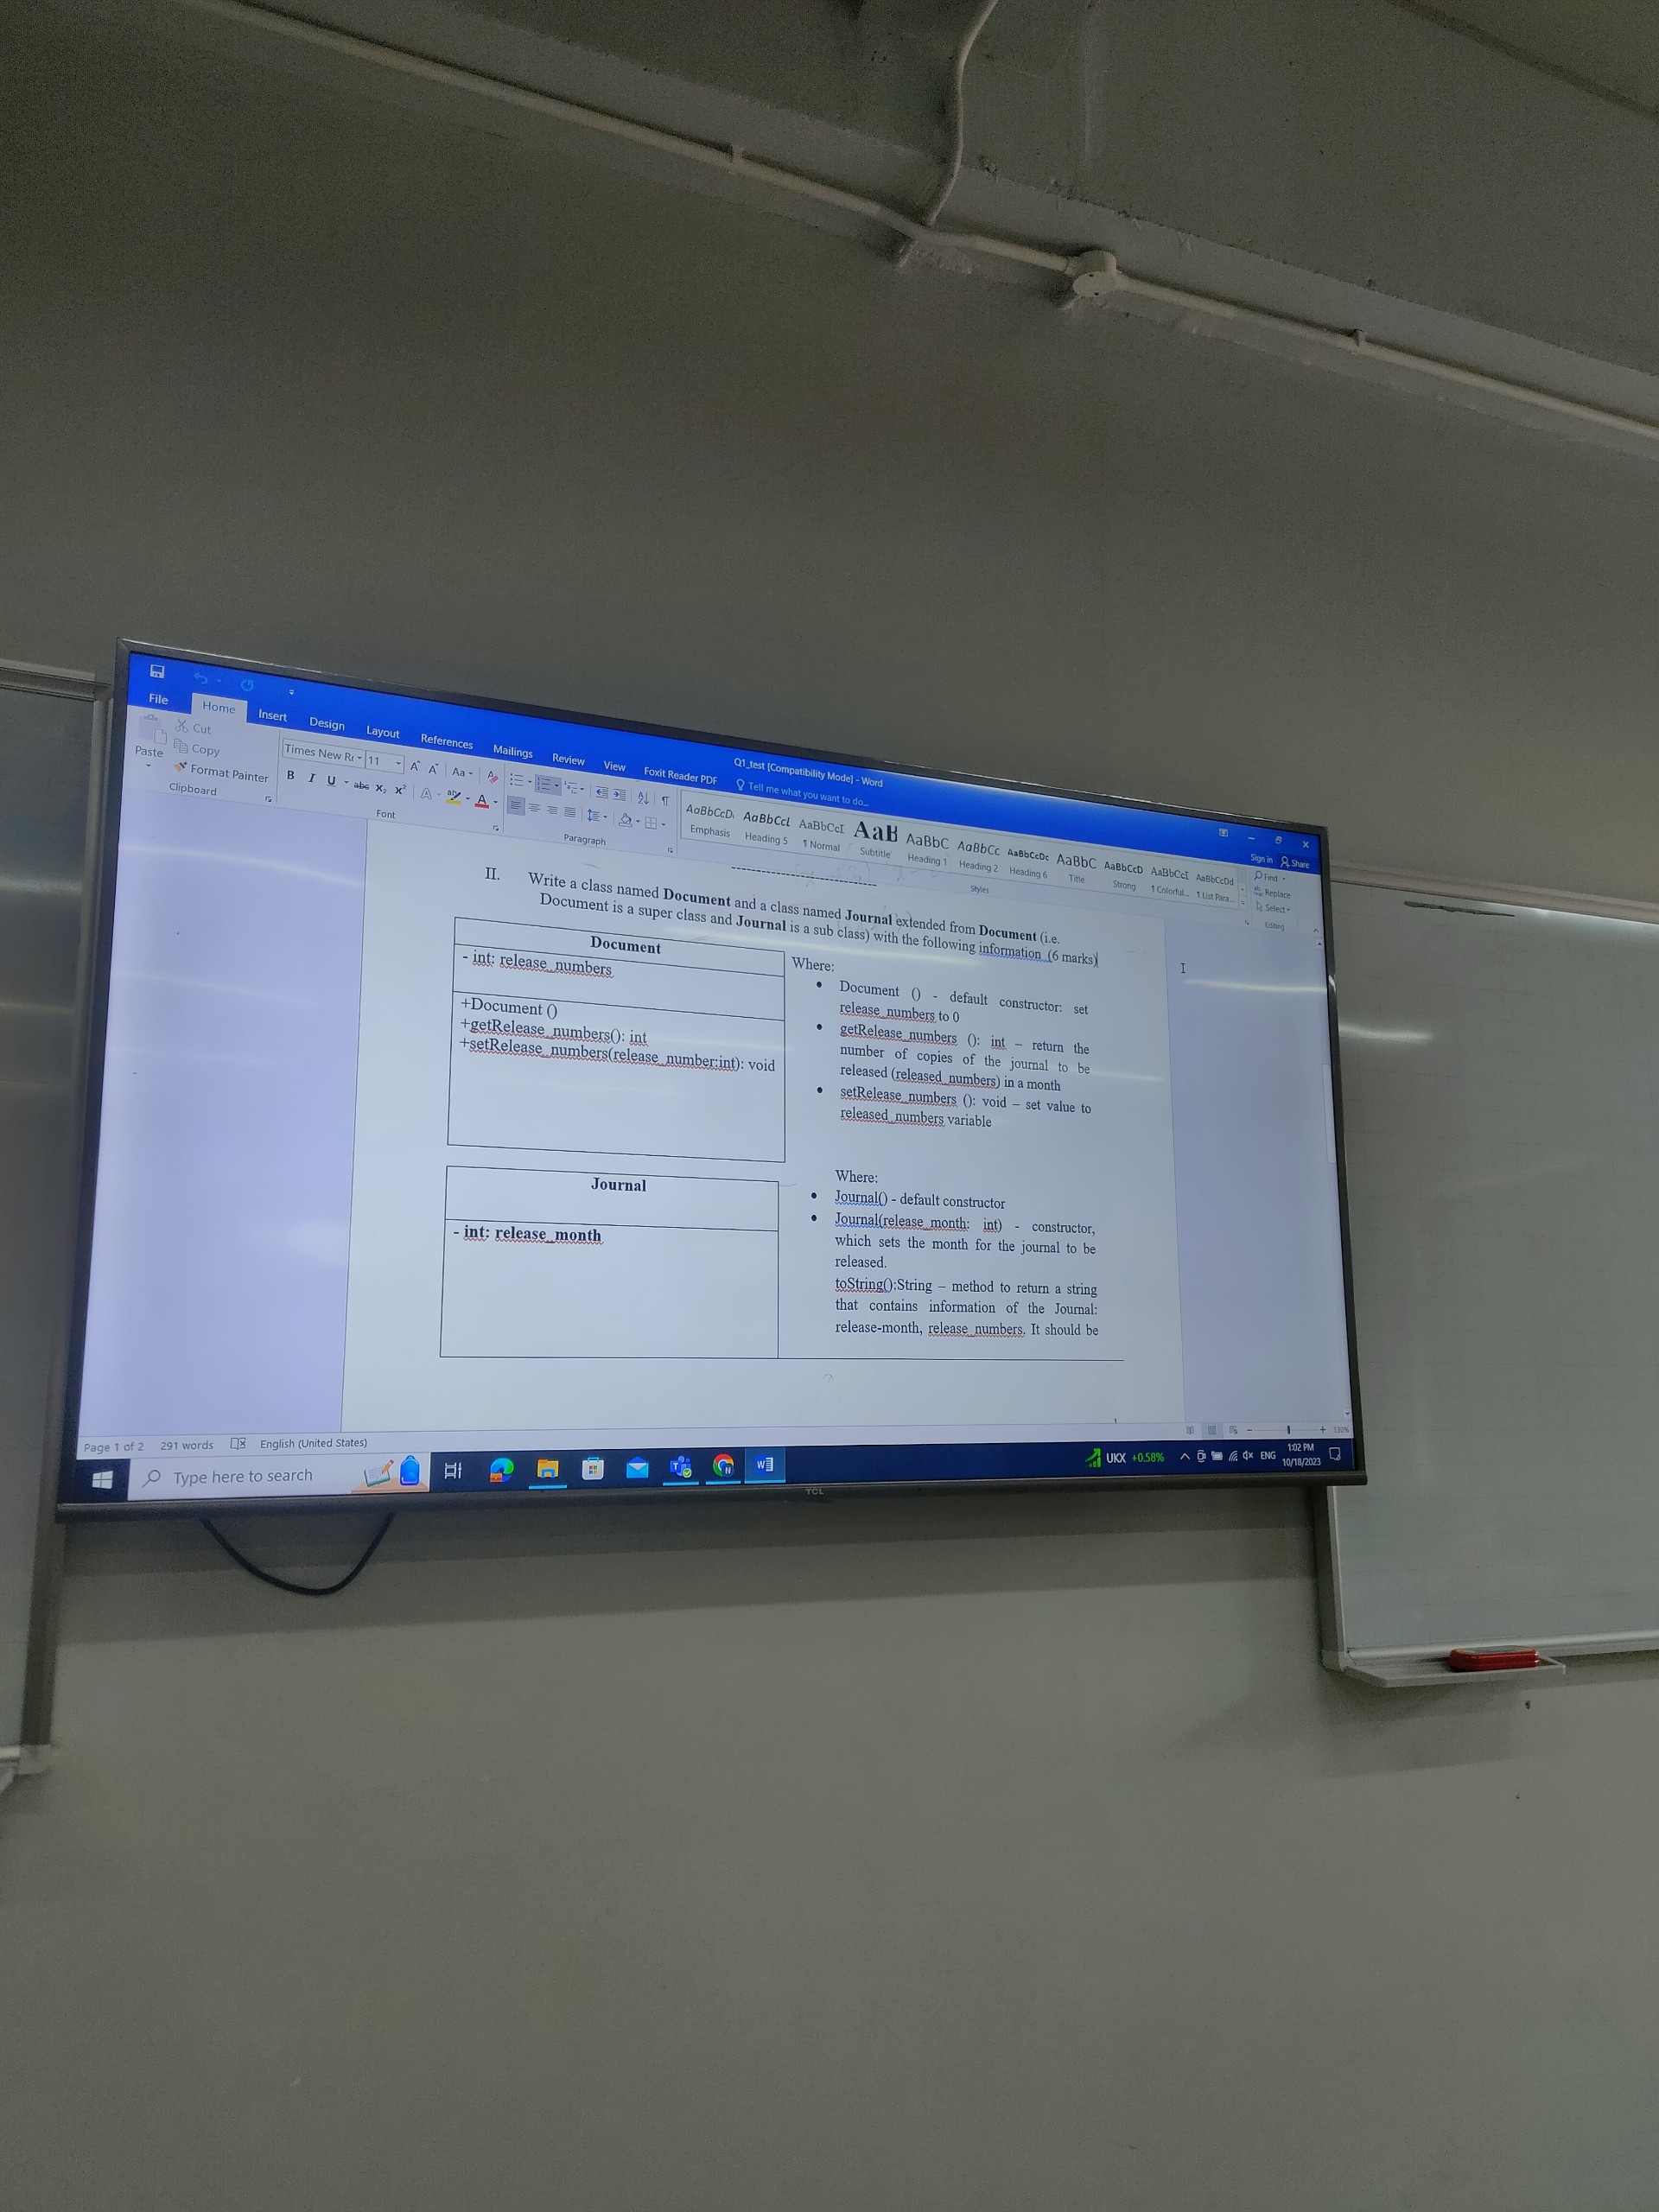 Q1_test [Compatibility Mode] - Word
File
Home
Insert
Design
Layout
References
Mailings
Review
View
Foxit Reader PDF
Tell me what you want to do...
Sign in
Share
Paste
Cut
Copy
Format Painter
Clipboard
Times New Ro
11
Aa
B I U abc X₂ X²
Font
Paragraph
AaBbCcD
Emphasis
AaBbCcI
Heading 5
AaBbCcI
¶ Normal
AaB
Subtitle
AaBbC
Heading 1
AaBbCc
Heading 2
AaBbCcDc
Heading 6
AaBbC
Title
AaBbCcD
Strong
AaBbCcI
¶ Colorful...
AaBbCcDd
¶ List Para...
Styles
Find
Replace
Select
Editing
II. Write a class named Document and a class named Journal extended from Document (i.e.
Document is a super class and Journal is a sub class) with the following information (6 marks)
Document
- int: release_numbers
+Document ()
+getRelease_numbers(): int
+setRelease_numbers(release_number:int): void
Where:
• Document () - default constructor: set
release_numbers to 0
• getRelease_numbers (): int – return the
number of copies of the journal to be
released (released_numbers) in a month
• setRelease_numbers (): void – set value to
released_numbers variable
Journal
- int: release_month
Where:
• Journal() - default constructor
• Journal(release_month: int) - constructor,
which sets the month for the journal to be
released.
toString():String – method to return a string
that contains information of the Journal:
release-month, release_numbers. It should be
1
Page 1 of 2
291 words
English (United States)
130%
Type here to search
UKX +0.58%
ENG
1:02 PM
10/18/2023
TCL